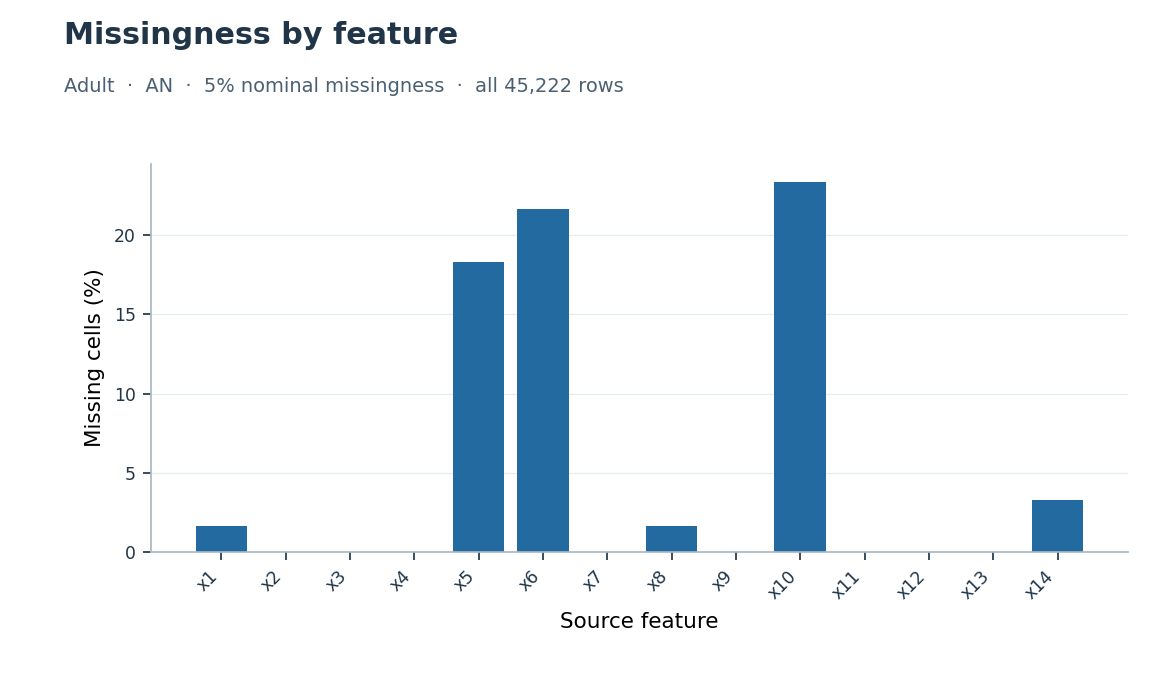 Missingness by feature
Adult · AN · 5% nominal missingness · all 45,222 rows
Missing cells (%)
20
15
10
5
0
x1 x2 x3 x4 x5 x6 x7 x8 x9 x10 x11 x12 x13 x14
Source feature